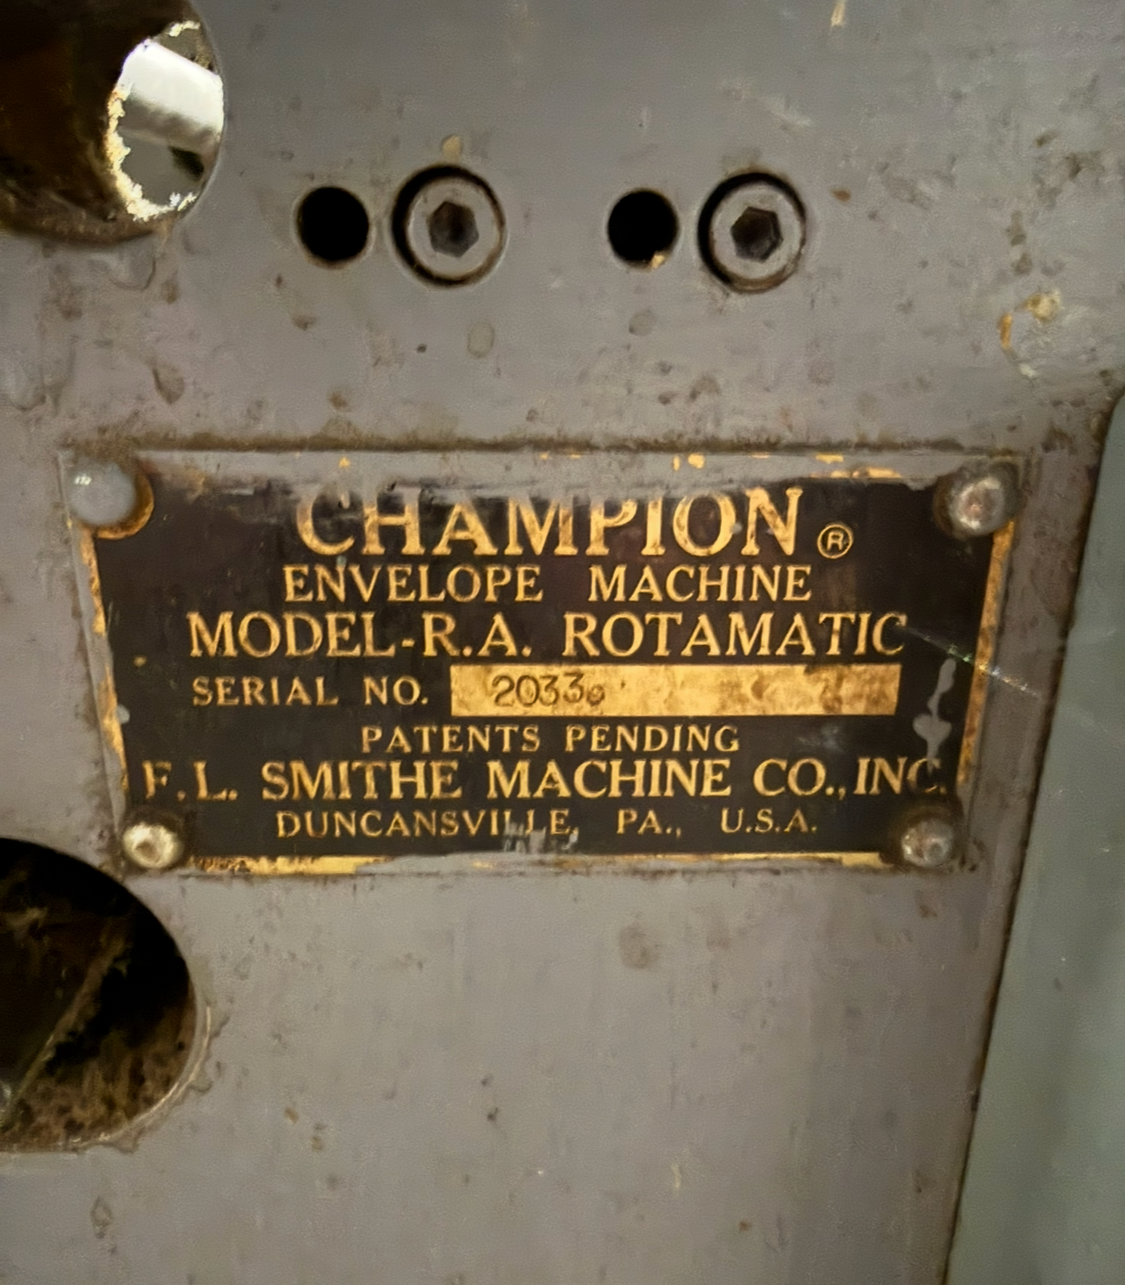 CHAMPION ®
ENVELOPE MACHINE
MODEL-R.A. ROTAMATIC
SERIAL NO.
PATENTS PENDING
F.L. SMITHE MACHINE CO., INC.
DUNCANSVILLE, PA., U.S.A.